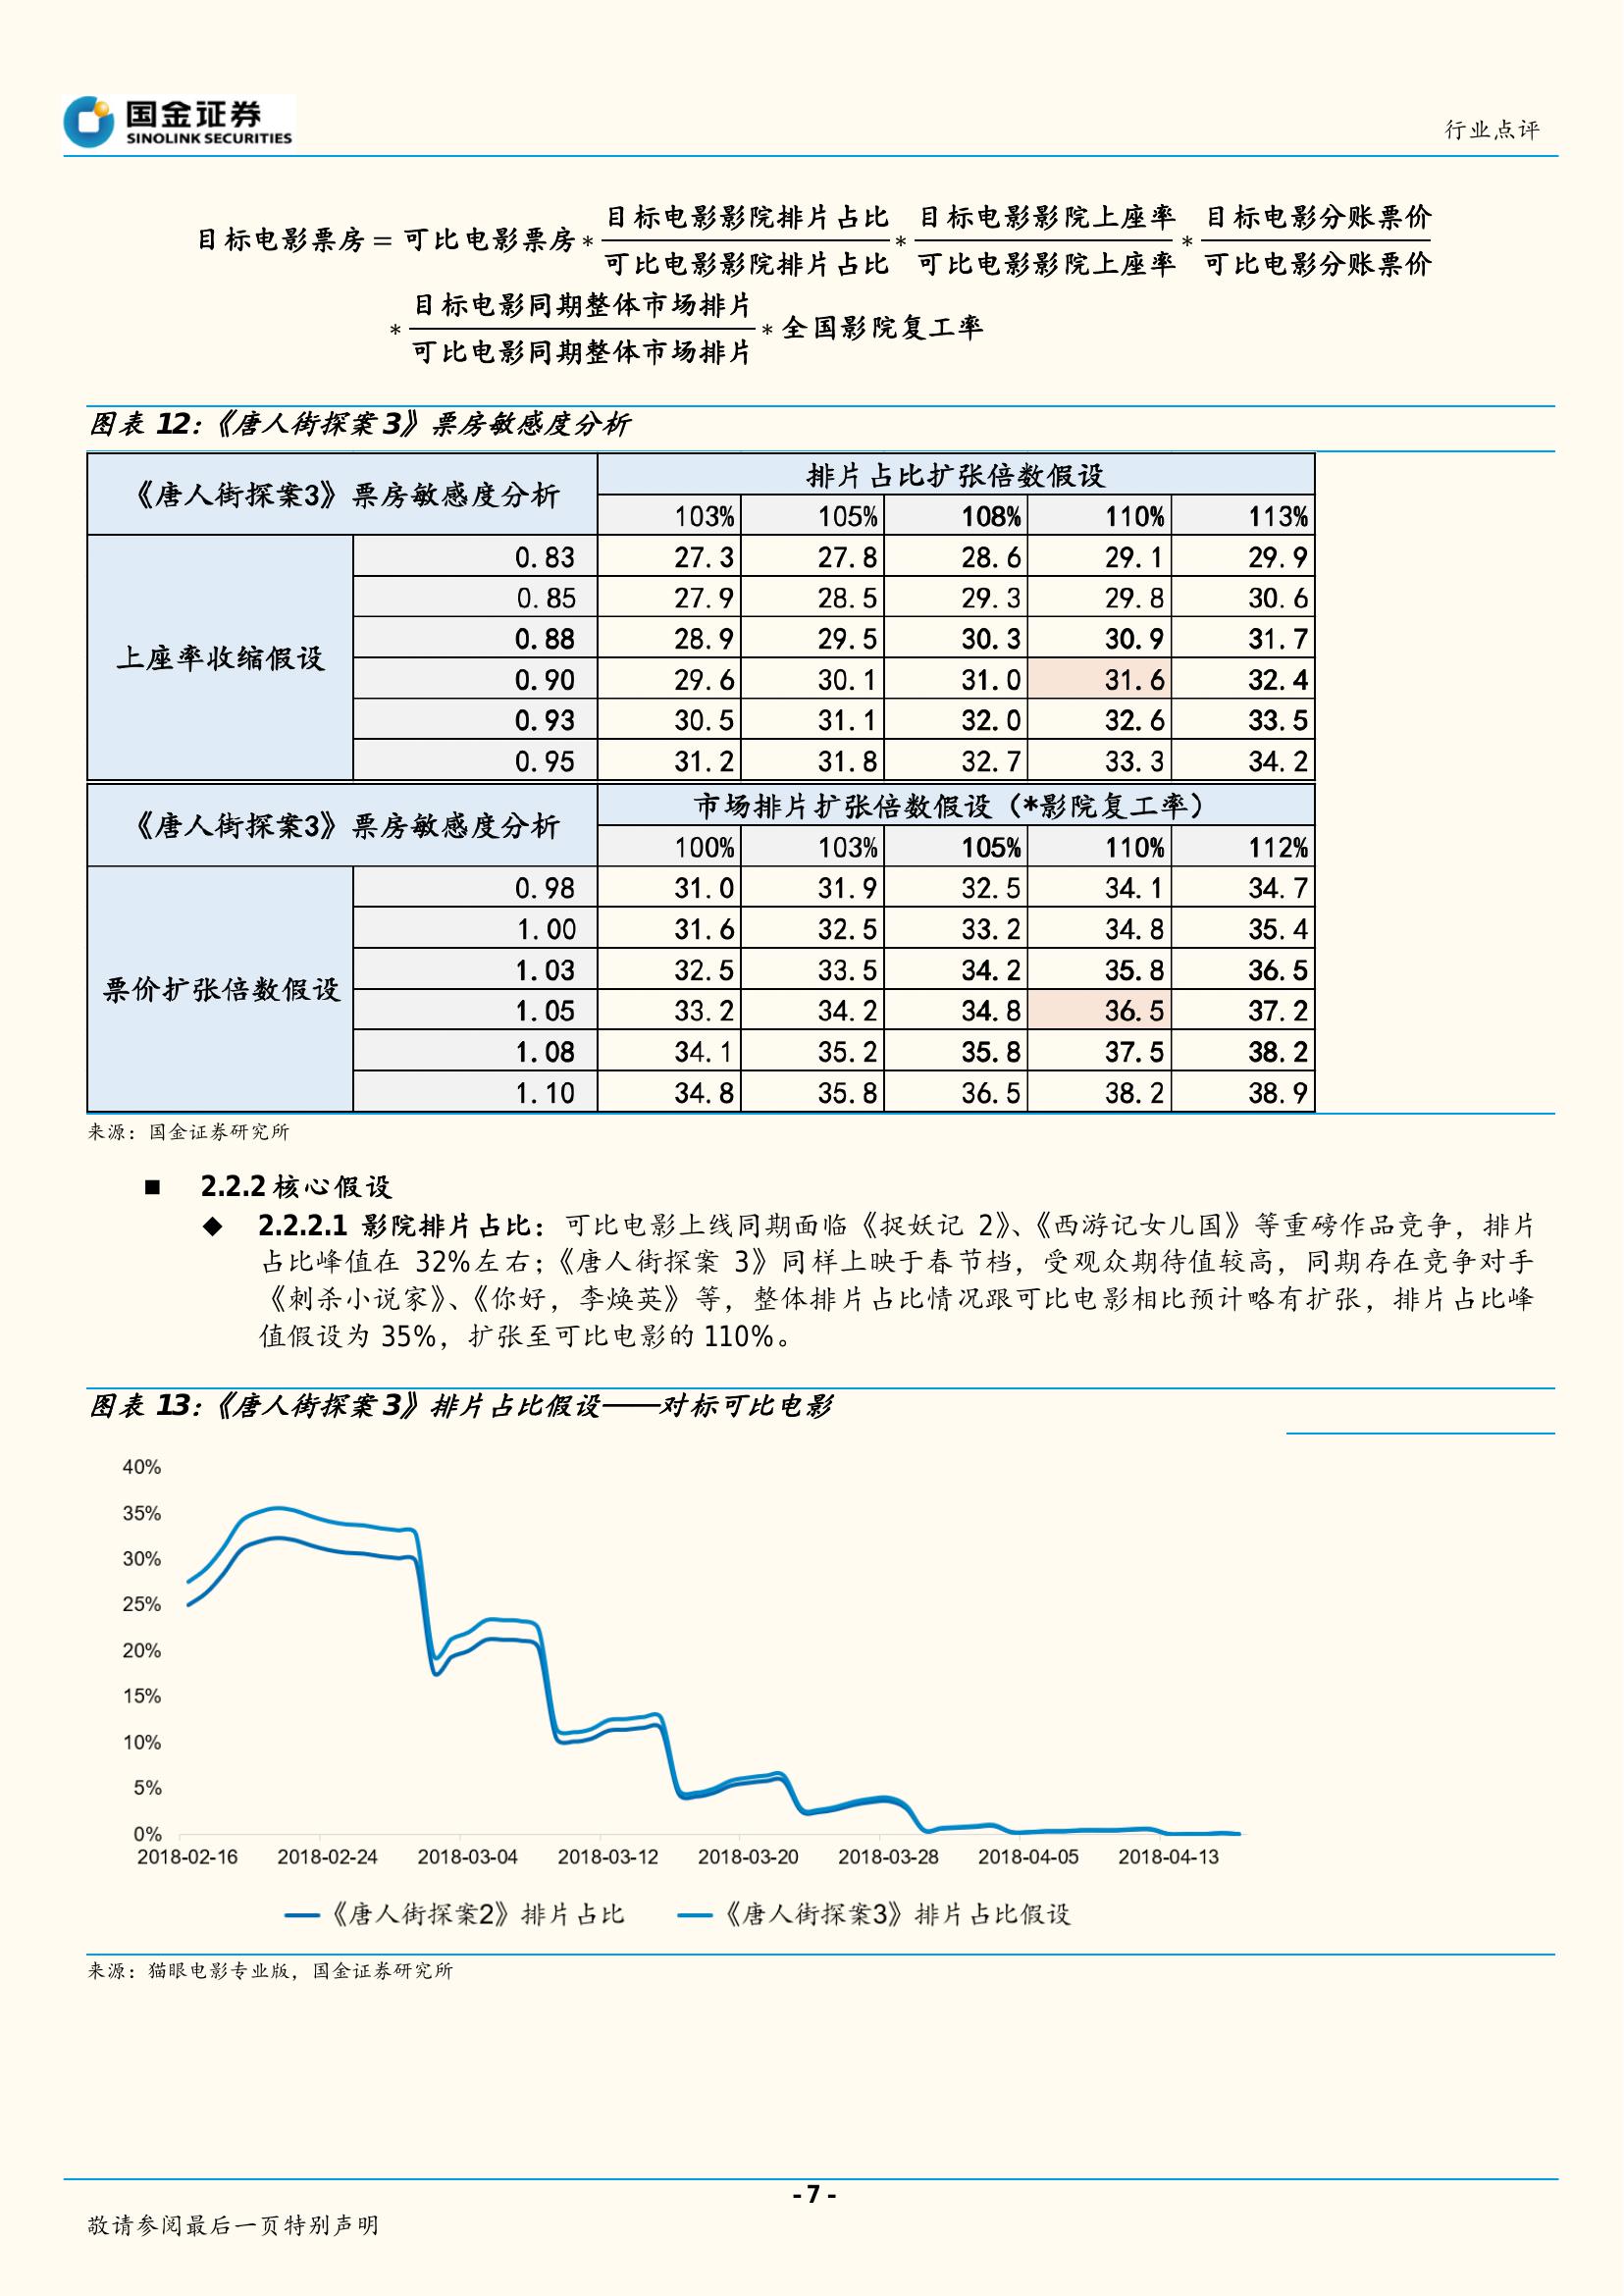 国金证券
SINOLINK SECURITIES
行业点评
目标电影票房 = 可比电影票房 * 目标电影影院排片占比 / 可比电影影院排片占比 * 目标电影影院上座率 / 可比电影影院上座率 * 目标电影分账票价 / 可比电影分账票价
* 目标电影同期整体市场排片 / 可比电影同期整体市场排片 * 全国影院复工率
图表 12：《唐人街探案 3》票房敏感度分析
《唐人街探案3》票房敏感度分析 排片占比扩张倍数假设
103% 105% 108% 110% 113%
上座率收缩假设
0.83 27.3 27.8 28.6 29.1 29.9
0.85 27.9 28.5 29.3 29.8 30.6
0.88 28.9 29.5 30.3 30.9 31.7
0.90 29.6 30.1 31.0 31.6 32.4
0.93 30.5 31.1 32.0 32.6 33.5
0.95 31.2 31.8 32.7 33.3 34.2
《唐人街探案3》票房敏感度分析 市场排片扩张倍数假设（*影院复工率）
100% 103% 105% 110% 112%
票价扩张倍数假设
0.98 31.0 31.9 32.5 34.1 34.7
1.00 31.6 32.5 33.2 34.8 35.4
1.03 32.5 33.5 34.2 35.8 36.5
1.05 33.2 34.2 34.8 36.5 37.2
1.08 34.1 35.2 35.8 37.5 38.2
1.10 34.8 35.8 36.5 38.2 38.9
来源：国金证券研究所
■ 2.2.2 核心假设
◆ 2.2.2.1 影院排片占比：可比电影上线同期面临《捉妖记 2》、《西游记女儿国》等重磅作品竞争，排片
占比峰值在 32%左右；《唐人街探案 3》同样上映于春节档，受观众期待值较高，同期存在竞争对手
《刺杀小说家》、《你好，李焕英》等，整体排片占比情况跟可比电影相比预计略有扩张，排片占比峰
值假设为 35%，扩张至可比电影的 110%。
图表 13：《唐人街探案 3》排片占比假设——对标可比电影
40%
35%
30%
25%
20%
15%
10%
5%
0%
2018-02-16 2018-02-24 2018-03-04 2018-03-12 2018-03-20 2018-03-28 2018-04-05 2018-04-13
《唐人街探案2》排片占比 《唐人街探案3》排片占比假设
来源：猫眼电影专业版，国金证券研究所
- 7 -
敬请参阅最后一页特别声明